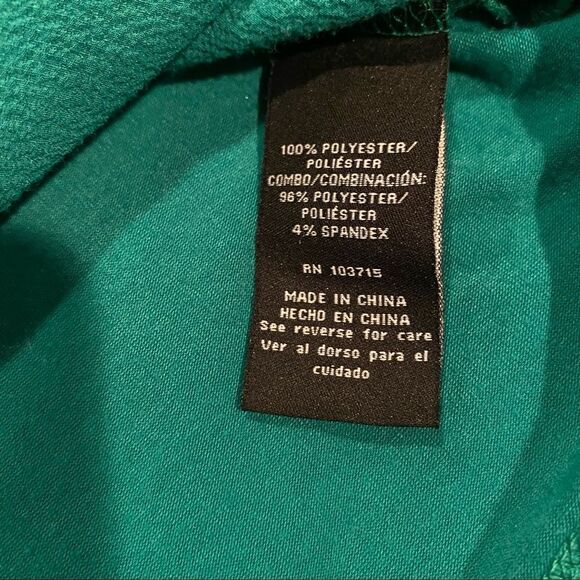 100% POLYESTER/
POLIÉSTER
COMBO/COMBINACIÓN:
96% POLYESTER/
POLIÉSTER
4% SPANDEX
RN 103715
MADE IN CHINA
HECHO EN CHINA
See reverse for care
Ver al dorso para el
cuidado